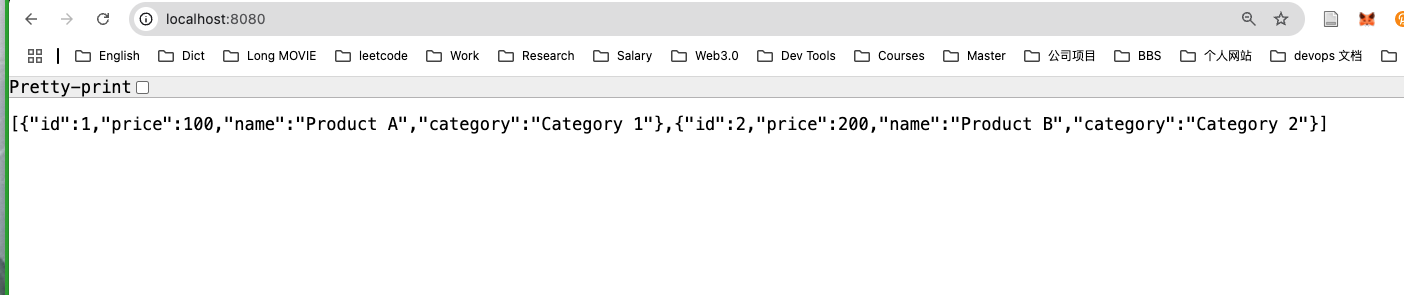 localhost:8080
English Dict Long MOVIE leetcode Work Research Salary Web3.0 Dev Tools Courses Master 公司项目 BBS 个人网站 devops 文档
Pretty-print
[{"id":1,"price":100,"name":"Product A","category":"Category 1"},{"id":2,"price":200,"name":"Product B","category":"Category 2"}]